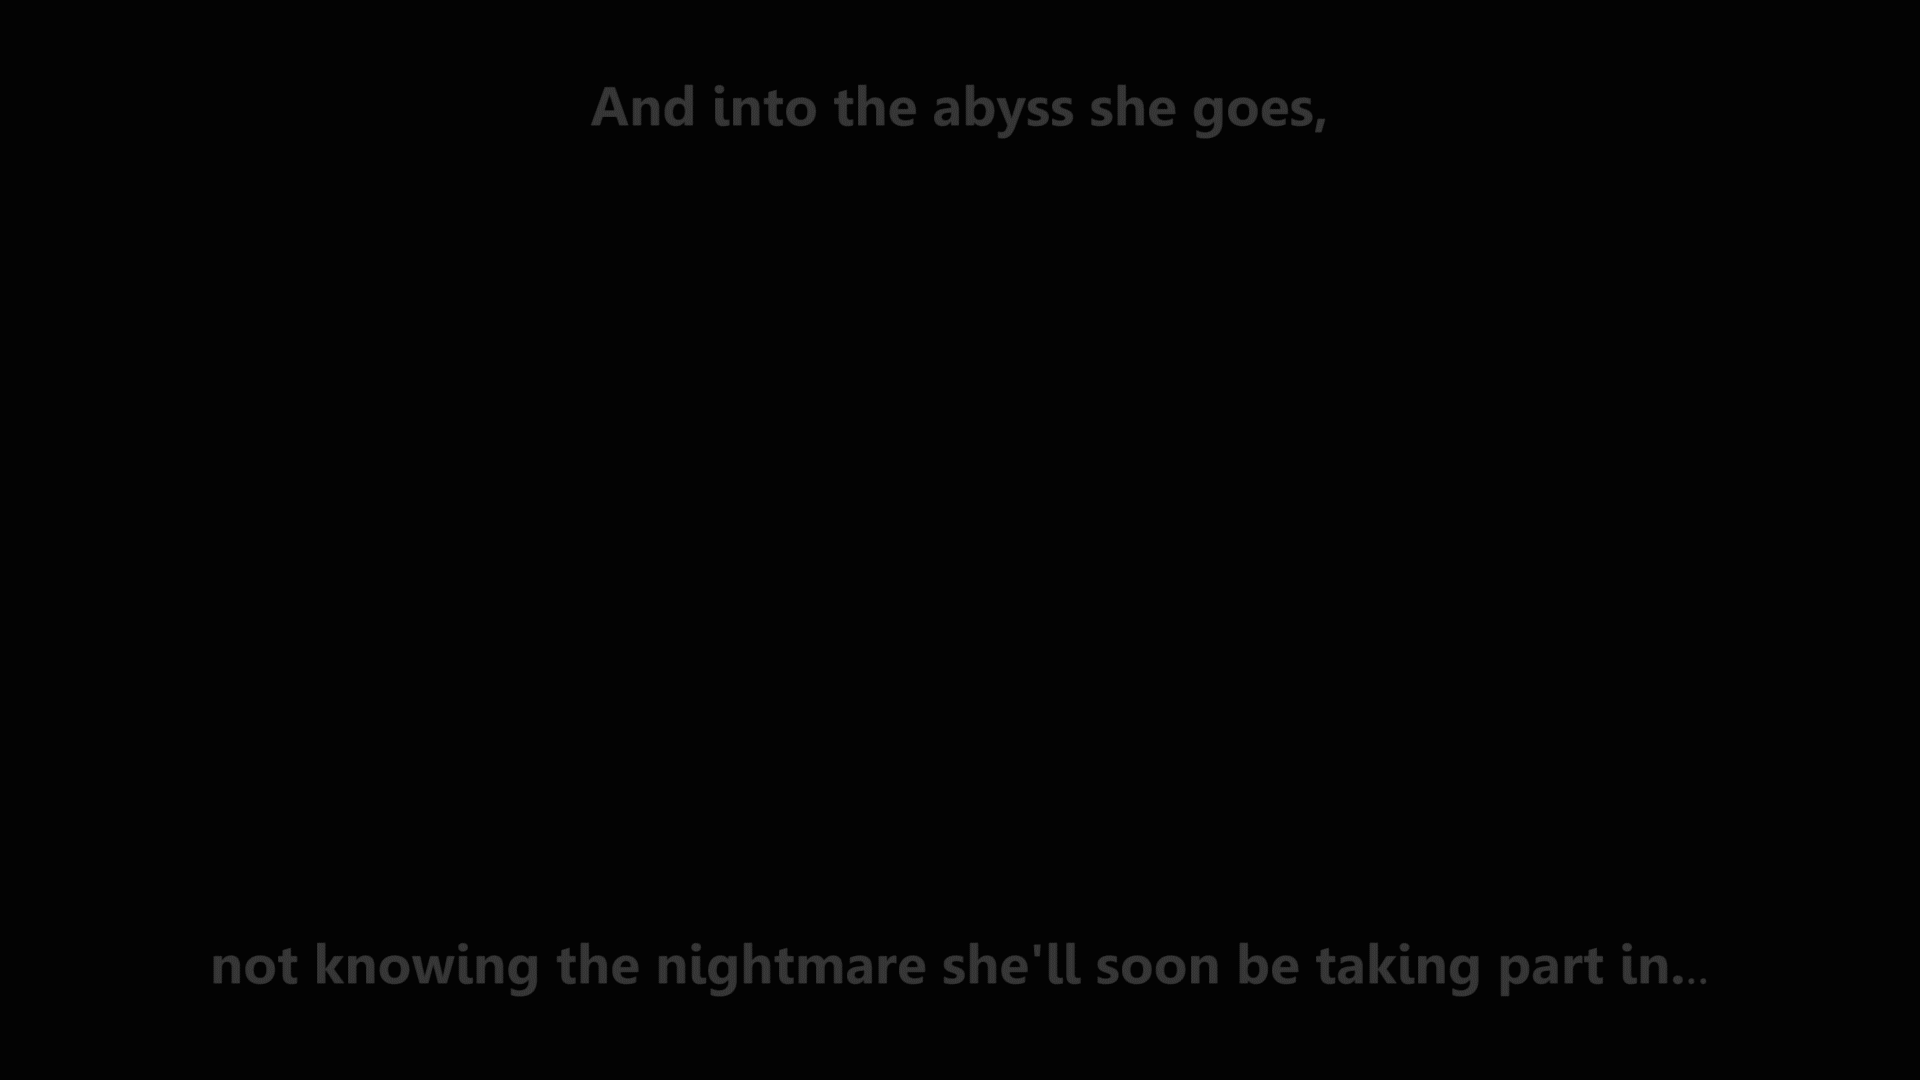 And into the abyss she goes,
not knowing the nightmare she'll soon be taking part in...